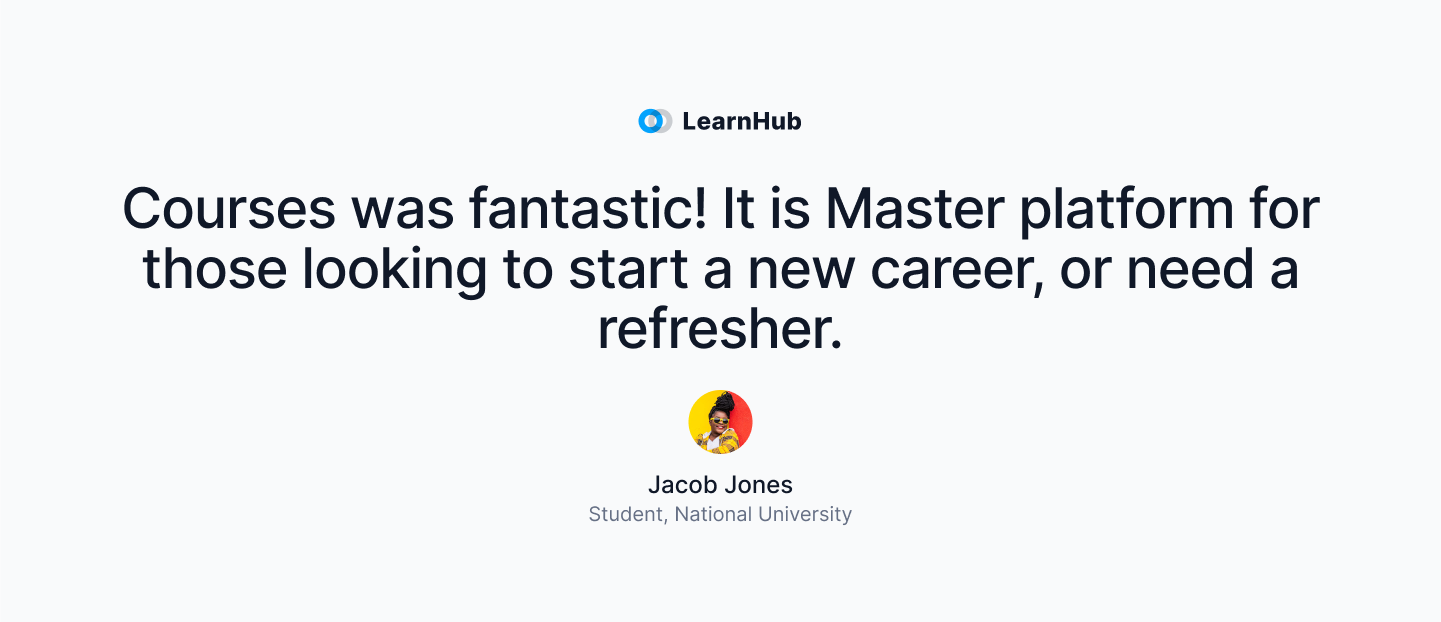 LearnHub
Courses was fantastic! It is Master platform for
those looking to start a new career, or need a
refresher.
Jacob Jones
Student, National University